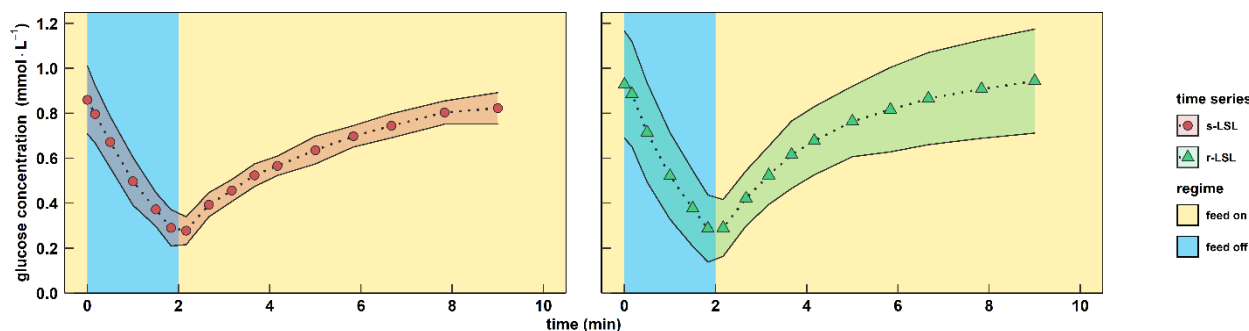 glucose concentration (mmol · L⁻¹)
1.2
1.0
0.8
0.6
0.4
0.2
0.0
0 2 4 6 8 10
0 2 4 6 8 10
time (min)
time series
s-LSL
r-LSL
regime
feed on
feed off